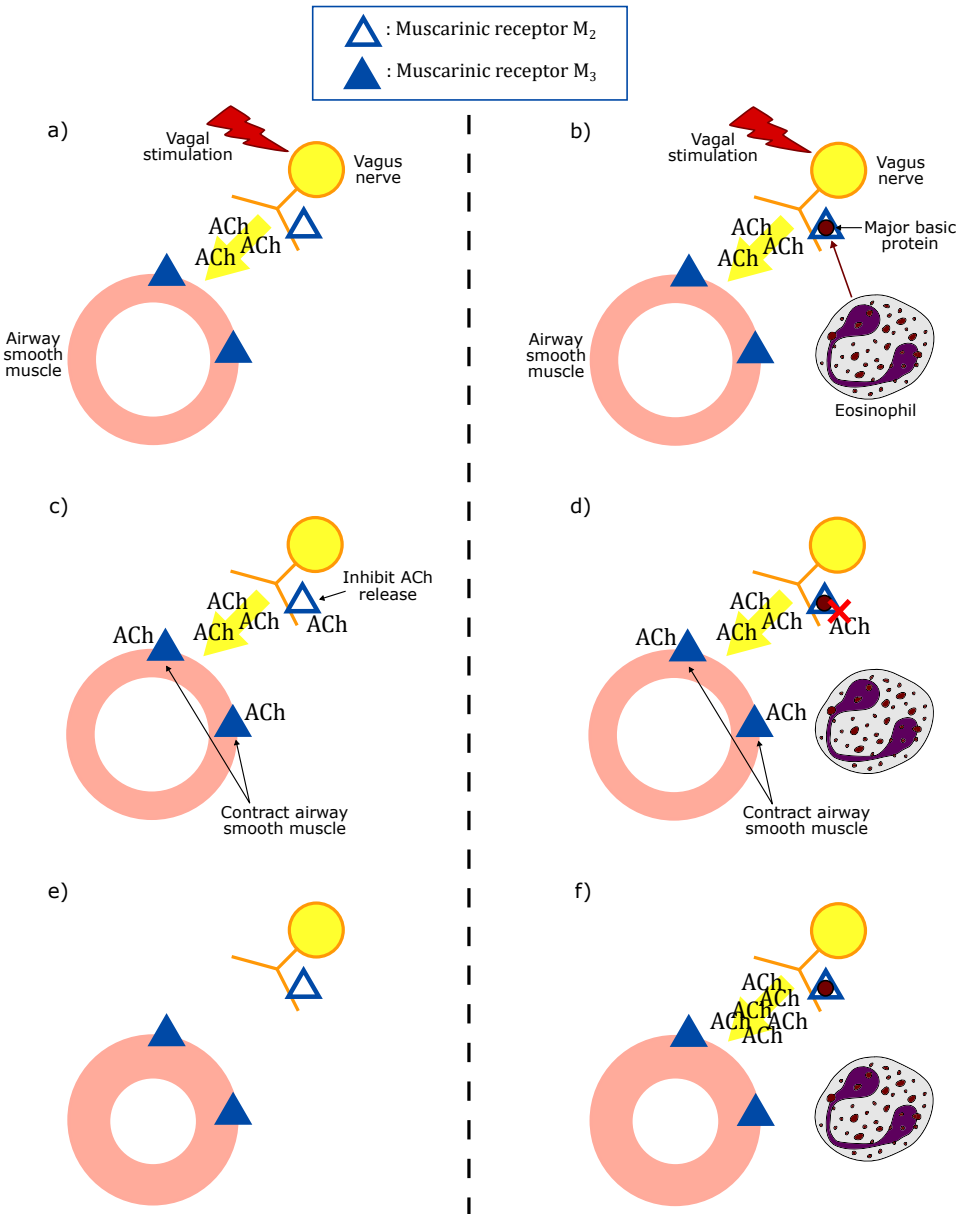 : Muscarinic receptor M₂
: Muscarinic receptor M₃
a)
Vagal
stimulation
Vagus
nerve
ACh
ACh
ACh
Airway
smooth
muscle
b)
Vagal
stimulation
Vagus
nerve
Major basic
protein
ACh
ACh
ACh
Airway
smooth
muscle
Eosinophil
c)
Inhibit ACh
release
ACh
ACh
ACh
ACh
ACh
ACh
Contract airway
smooth muscle
d)
ACh
ACh
ACh
ACh
ACh
ACh
Contract airway
smooth muscle
e)
f)
ACh
ACh
ACh
ACh
ACh
ACh